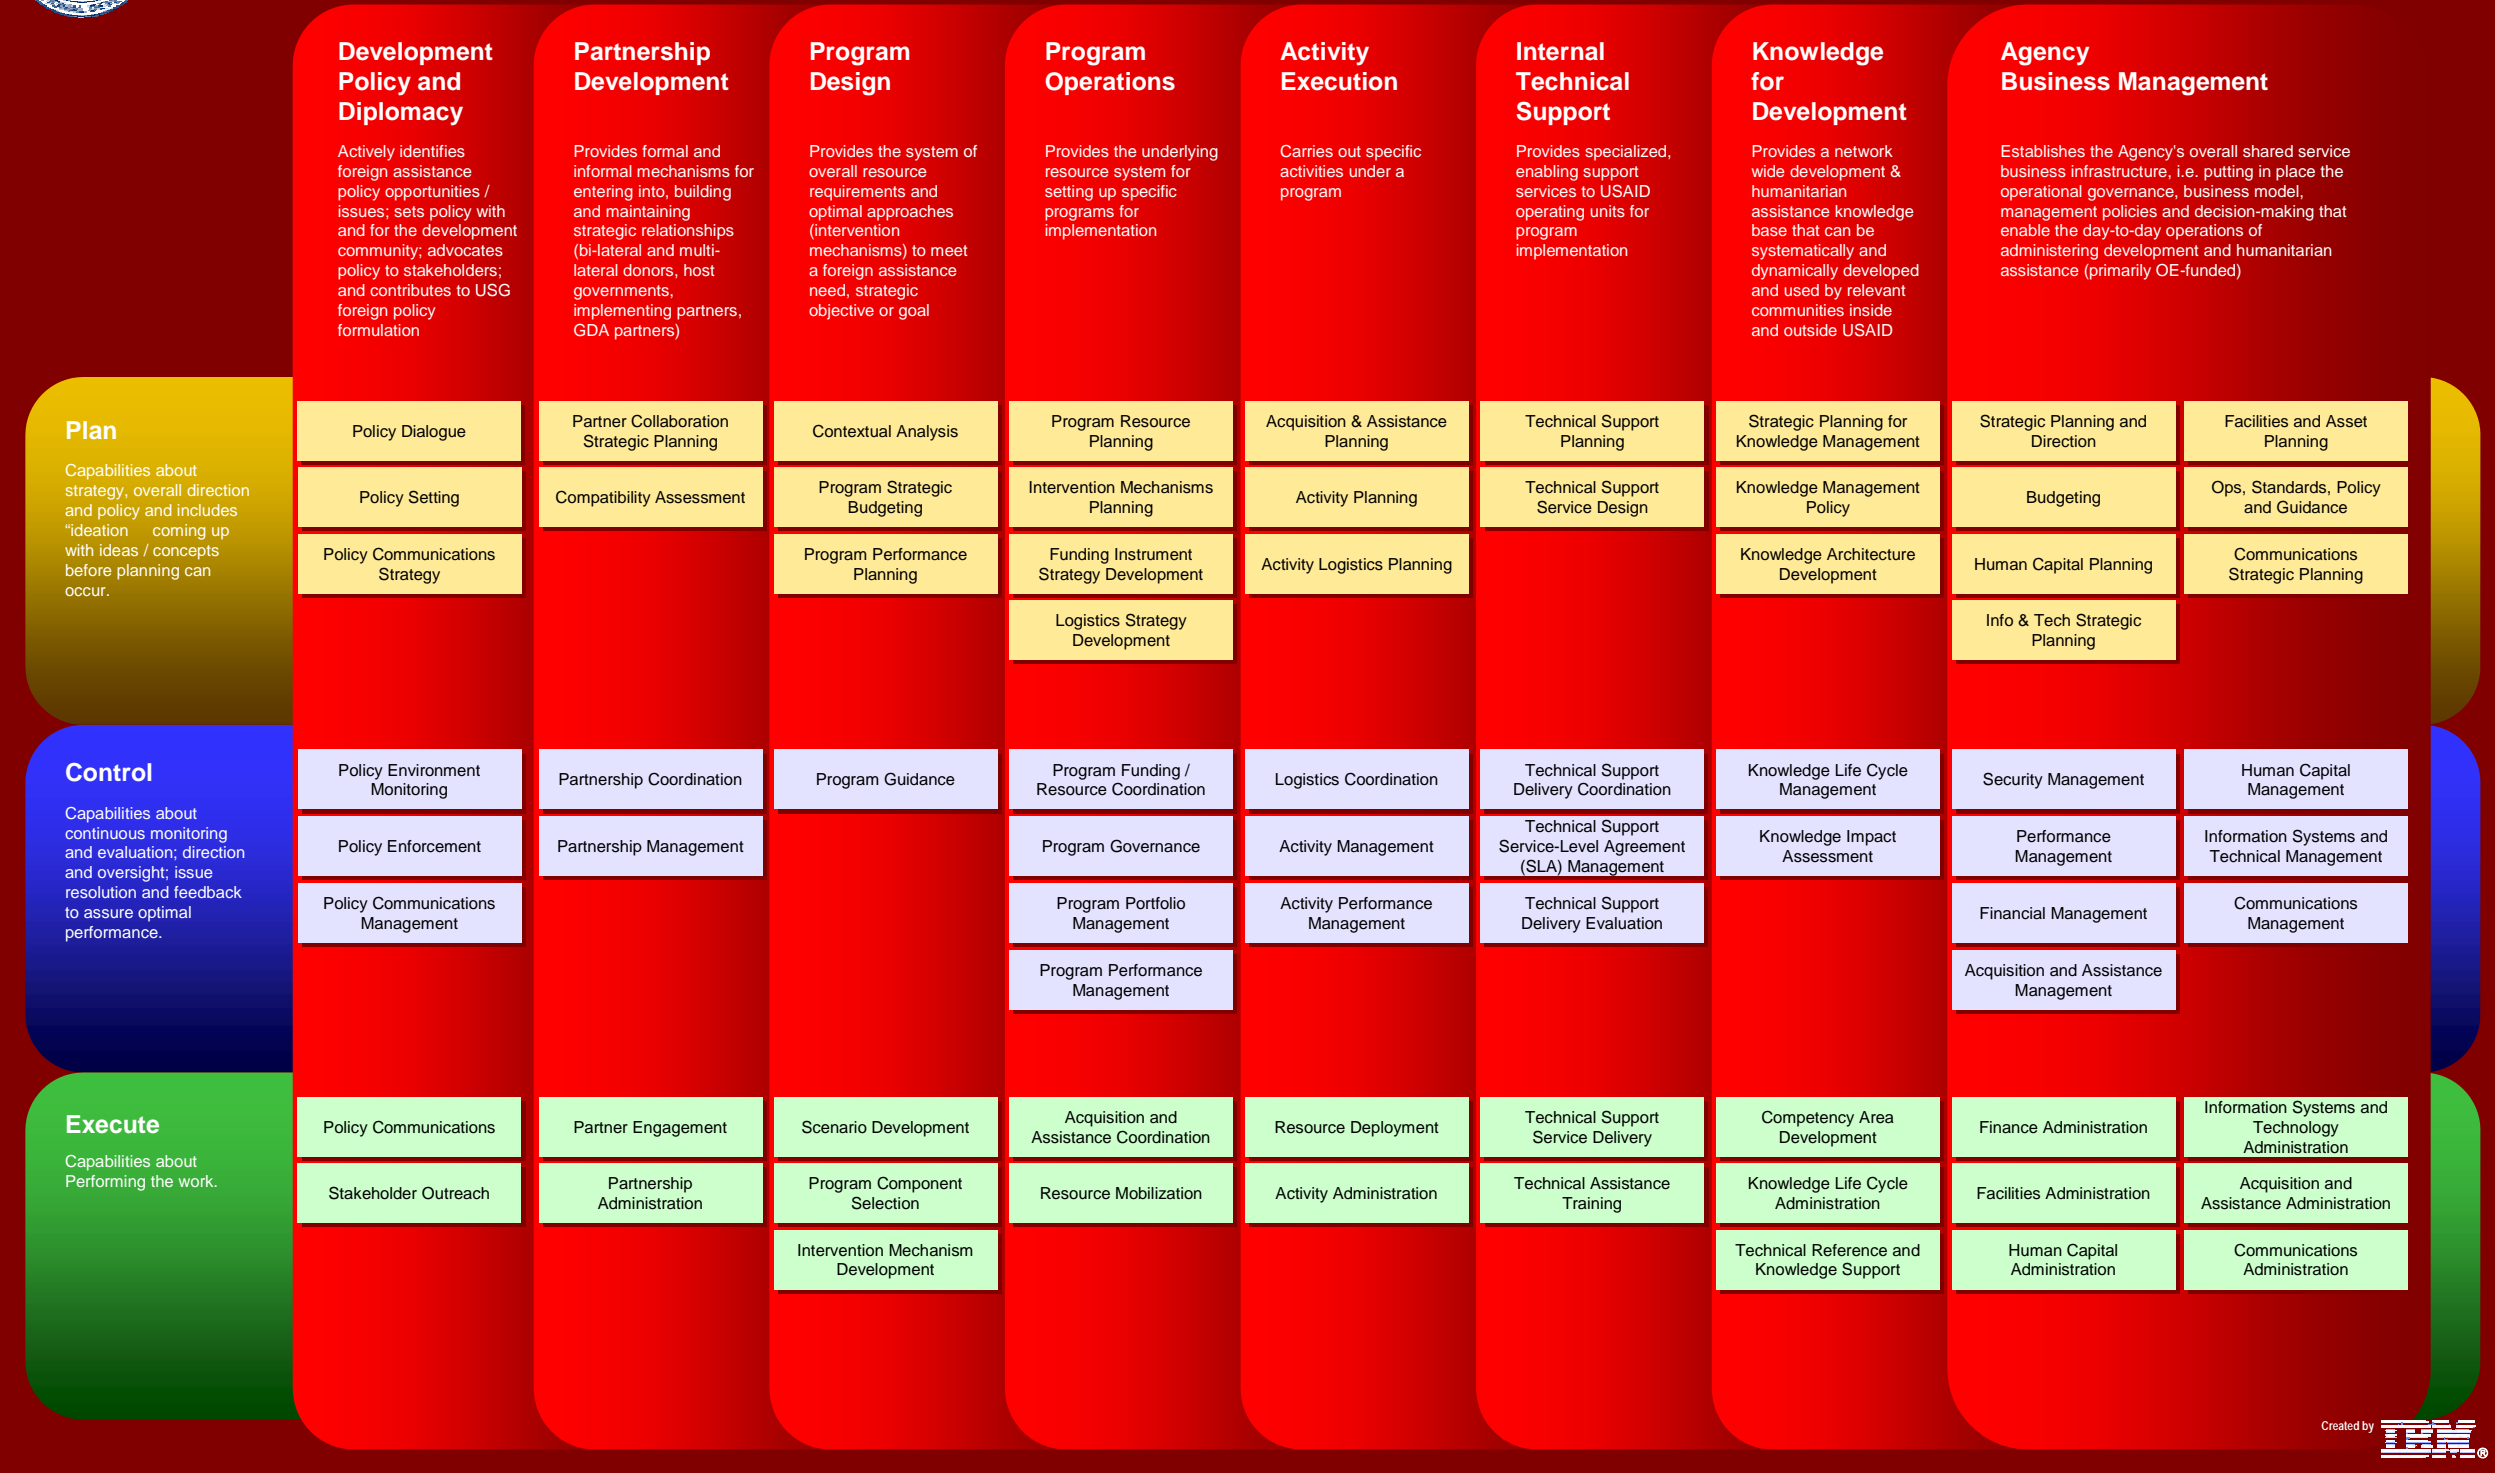 Development
Policy and
Diplomacy
Actively identifies
foreign assistance
policy opportunities /
issues; sets policy with
and for the development
community; advocates
policy to stakeholders;
and contributes to USG
foreign policy
formulation
Partnership
Development
Provides formal and
informal mechanisms for
entering into, building
and maintaining
strategic relationships
(bi-lateral and multi-
lateral donors, host
governments,
implementing partners,
GDA partners)
Program
Design
Provides the system of
overall resource
requirements and
optimal approaches
(intervention
mechanisms) to meet
a foreign assistance
need, strategic
objective or goal
Program
Operations
Provides the underlying
resource system for
setting up specific
programs for
implementation
Activity
Execution
Carries out specific
activities under a
program
Internal
Technical
Support
Provides specialized,
enabling support
services to USAID
operating units for
program
implementation
Knowledge
for
Development
Provides a network
wide development &
humanitarian
assistance knowledge
base that can be
systematically and
dynamically developed
and used by relevant
communities inside
and outside USAID
Agency
Business Management
Establishes the Agency's overall shared service
business infrastructure, i.e. putting in place the
operational governance, business model,
management policies and decision-making that
enable the day-to-day operations of
administering development and humanitarian
assistance (primarily OE-funded)
Plan
Capabilities about
strategy, overall direction
and policy and includes
“ideation coming up
with ideas / concepts
before planning can
occur.
Policy Dialogue
Policy Setting
Policy Communications
Strategy
Partner Collaboration
Strategic Planning
Compatibility Assessment
Contextual Analysis
Program Strategic
Budgeting
Program Performance
Planning
Program Resource
Planning
Intervention Mechanisms
Planning
Funding Instrument
Strategy Development
Logistics Strategy
Development
Acquisition & Assistance
Planning
Activity Planning
Activity Logistics Planning
Technical Support
Planning
Technical Support
Service Design
Strategic Planning for
Knowledge Management
Knowledge Management
Policy
Knowledge Architecture
Development
Strategic Planning and
Direction
Budgeting
Human Capital Planning
Info & Tech Strategic
Planning
Facilities and Asset
Planning
Ops, Standards, Policy
and Guidance
Communications
Strategic Planning
Control
Capabilities about
continuous monitoring
and evaluation; direction
and oversight; issue
resolution and feedback
to assure optimal
performance.
Policy Environment
Monitoring
Policy Enforcement
Policy Communications
Management
Partnership Coordination
Partnership Management
Program Guidance
Program Funding /
Resource Coordination
Program Governance
Program Portfolio
Management
Program Performance
Management
Logistics Coordination
Activity Management
Activity Performance
Management
Technical Support
Delivery Coordination
Technical Support
Service-Level Agreement
(SLA) Management
Technical Support
Delivery Evaluation
Knowledge Life Cycle
Management
Knowledge Impact
Assessment
Security Management
Performance
Management
Financial Management
Acquisition and Assistance
Management
Human Capital
Management
Information Systems and
Technical Management
Communications
Management
Execute
Capabilities about
Performing the work.
Policy Communications
Stakeholder Outreach
Partner Engagement
Partnership
Administration
Scenario Development
Program Component
Selection
Intervention Mechanism
Development
Acquisition and
Assistance Coordination
Resource Mobilization
Resource Deployment
Activity Administration
Technical Support
Service Delivery
Technical Assistance
Training
Competency Area
Development
Knowledge Life Cycle
Administration
Technical Reference and
Knowledge Support
Finance Administration
Facilities Administration
Human Capital
Administration
Information Systems and
Technology
Administration
Acquisition and
Assistance Administration
Communications
Administration
Created by
IBM®